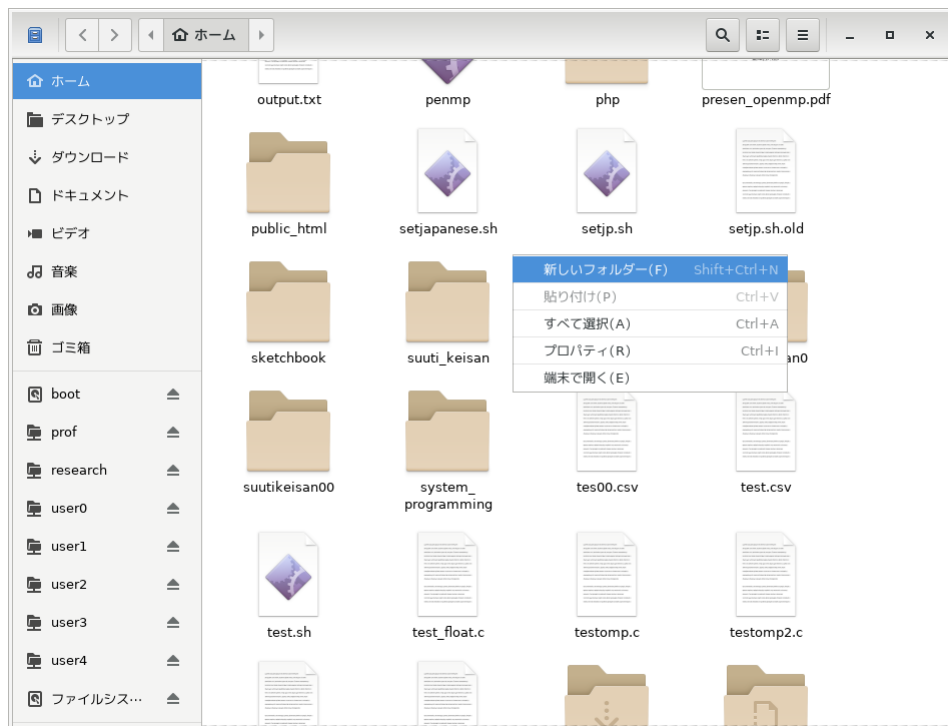 ホーム
ホーム
デスクトップ
ダウンロード
ドキュメント
ビデオ
音楽
画像
ゴミ箱
boot
prof
research
user0
user1
user2
user3
user4
ファイルシス…
output.txt
penmp
php
presen_openmp.pdf
public_html
setjapanese.sh
setjp.sh
setjp.sh.old
新しいフォルダー(F) Shift+Ctrl+N
貼り付け(P) Ctrl+V
すべて選択(A) Ctrl+A
プロパティ(R) Ctrl+I
端末で開く(E)
sketchbook
suuti_keisan
an0
suutikeisan00
system_
programming
tes00.csv
test.csv
test.sh
test_float.c
testomp.c
testomp2.c